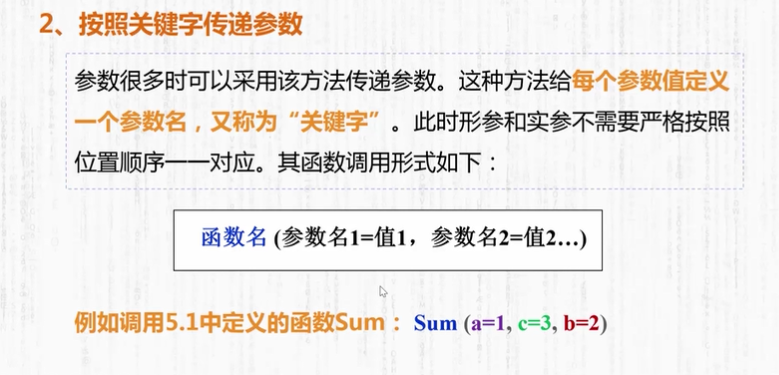 2、按照关键字传递参数
参数很多时可以采用该方法传递参数。这种方法给每个参数值定义
一个参数名，又称为“关键字”。此时形参和实参不需要严格按照
位置顺序一一对应。其函数调用形式如下：
函数名 (参数名1=值1，参数名2=值2…)
例如调用5.1中定义的函数Sum： Sum (a=1, c=3, b=2)